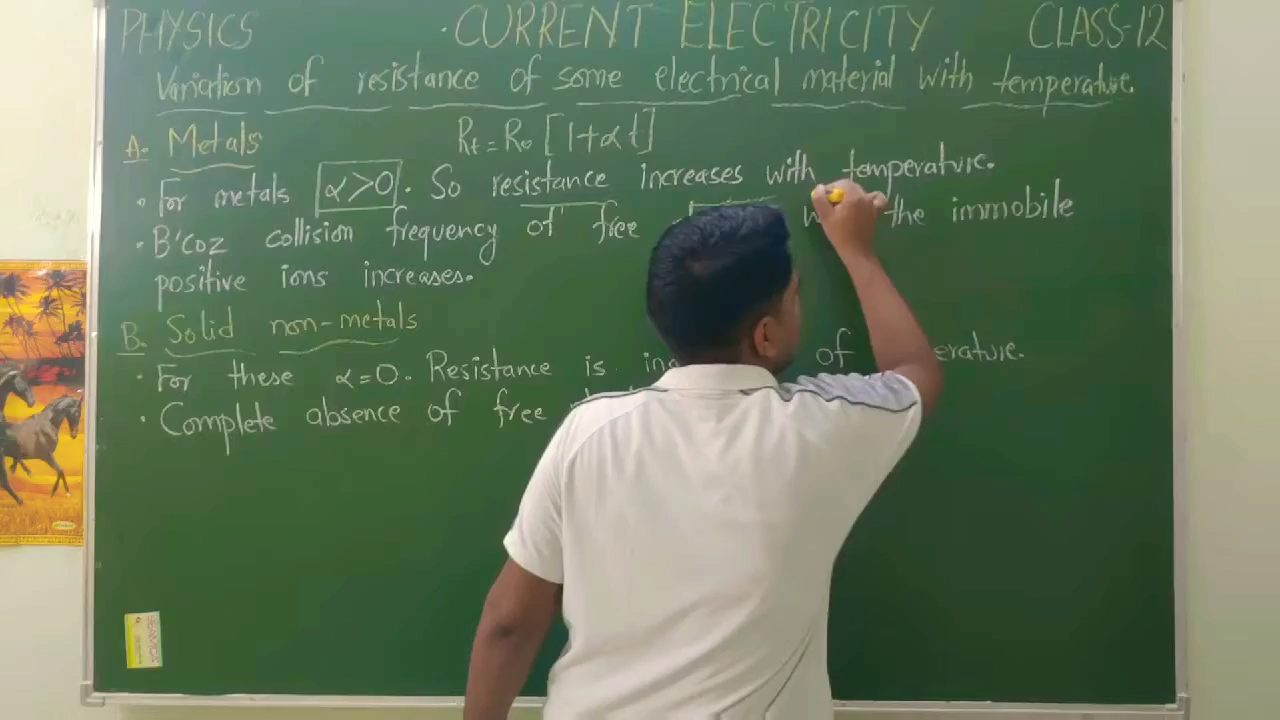 PHYSICS CURRENT ELECTRICITY CLASS-12
Variation of resistance of some electrical material with temperature.
A. Metals Rt = R0 [1+αt]
· For metals α>0. So resistance increases with temperature.
· B'coz collision frequency of free the immobile
positive ions increases.
B. Solid non-metals
· For these α=0. Resistance is of
· Complete absence of free